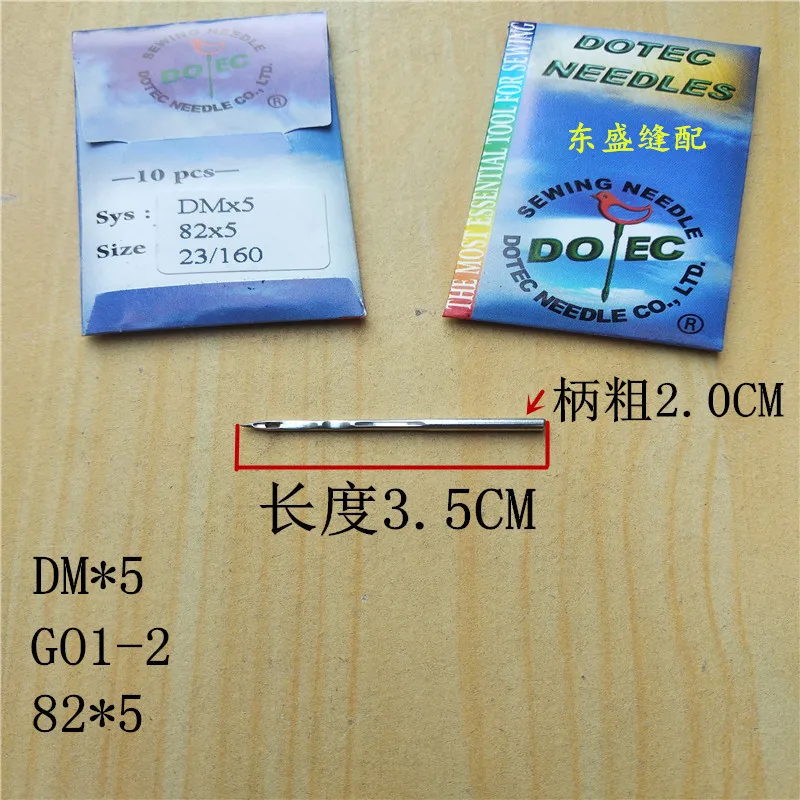 SEWING NEEDLE
DOTEC
DOTEC NEEDLE CO., LTD.
®
—10 pcs—
Sys : DMx5
82x5
Size 23/160
THE MOST ESSENTIAL TOOL FOR SEWING
DOTEC
NEEDLES
东盛缝配
SEWING NEEDLE
DOTEC
DOTEC NEEDLE CO., LTD.
®
柄粗2.0CM
长度3.5CM
DM*5
G01-2
82*5